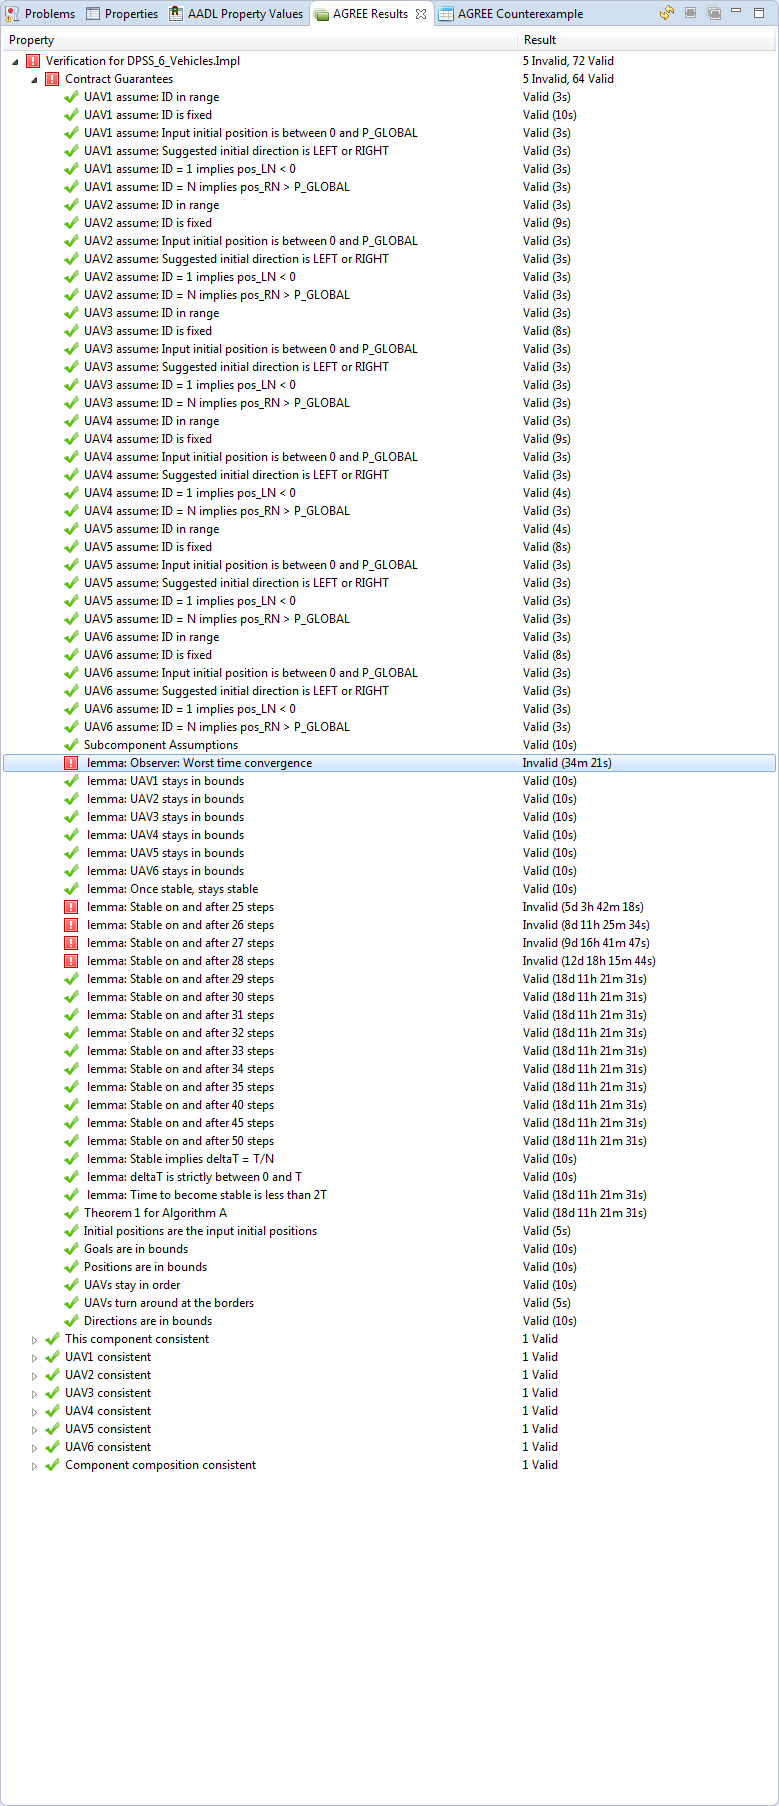 Problems Properties AADL Property Values AGREE Results AGREE Counterexample
Property Result
Verification for DPSS_6_Vehicles.Impl 5 Invalid, 72 Valid
Contract Guarantees 5 Invalid, 64 Valid
UAV1 assume: ID in range Valid (3s)
UAV1 assume: ID is fixed Valid (10s)
UAV1 assume: Input initial position is between 0 and P_GLOBAL Valid (3s)
UAV1 assume: Suggested initial direction is LEFT or RIGHT Valid (3s)
UAV1 assume: ID = 1 implies pos_LN < 0 Valid (3s)
UAV1 assume: ID = N implies pos_RN > P_GLOBAL Valid (3s)
UAV2 assume: ID in range Valid (3s)
UAV2 assume: ID is fixed Valid (9s)
UAV2 assume: Input initial position is between 0 and P_GLOBAL Valid (3s)
UAV2 assume: Suggested initial direction is LEFT or RIGHT Valid (3s)
UAV2 assume: ID = 1 implies pos_LN < 0 Valid (3s)
UAV2 assume: ID = N implies pos_RN > P_GLOBAL Valid (3s)
UAV3 assume: ID in range Valid (3s)
UAV3 assume: ID is fixed Valid (8s)
UAV3 assume: Input initial position is between 0 and P_GLOBAL Valid (3s)
UAV3 assume: Suggested initial direction is LEFT or RIGHT Valid (3s)
UAV3 assume: ID = 1 implies pos_LN < 0 Valid (3s)
UAV3 assume: ID = N implies pos_RN > P_GLOBAL Valid (3s)
UAV4 assume: ID in range Valid (3s)
UAV4 assume: ID is fixed Valid (9s)
UAV4 assume: Input initial position is between 0 and P_GLOBAL Valid (3s)
UAV4 assume: Suggested initial direction is LEFT or RIGHT Valid (3s)
UAV4 assume: ID = 1 implies pos_LN < 0 Valid (4s)
UAV4 assume: ID = N implies pos_RN > P_GLOBAL Valid (3s)
UAV5 assume: ID in range Valid (4s)
UAV5 assume: ID is fixed Valid (8s)
UAV5 assume: Input initial position is between 0 and P_GLOBAL Valid (3s)
UAV5 assume: Suggested initial direction is LEFT or RIGHT Valid (3s)
UAV5 assume: ID = 1 implies pos_LN < 0 Valid (3s)
UAV5 assume: ID = N implies pos_RN > P_GLOBAL Valid (3s)
UAV6 assume: ID in range Valid (3s)
UAV6 assume: ID is fixed Valid (8s)
UAV6 assume: Input initial position is between 0 and P_GLOBAL Valid (3s)
UAV6 assume: Suggested initial direction is LEFT or RIGHT Valid (3s)
UAV6 assume: ID = 1 implies pos_LN < 0 Valid (3s)
UAV6 assume: ID = N implies pos_RN > P_GLOBAL Valid (3s)
Subcomponent Assumptions Valid (10s)
lemma: Observer: Worst time convergence Invalid (34m 21s)
lemma: UAV1 stays in bounds Valid (10s)
lemma: UAV2 stays in bounds Valid (10s)
lemma: UAV3 stays in bounds Valid (10s)
lemma: UAV4 stays in bounds Valid (10s)
lemma: UAV5 stays in bounds Valid (10s)
lemma: UAV6 stays in bounds Valid (10s)
lemma: Once stable, stays stable Valid (10s)
lemma: Stable on and after 25 steps Invalid (5d 3h 42m 18s)
lemma: Stable on and after 26 steps Invalid (8d 11h 25m 34s)
lemma: Stable on and after 27 steps Invalid (9d 16h 41m 47s)
lemma: Stable on and after 28 steps Invalid (12d 18h 15m 44s)
lemma: Stable on and after 29 steps Valid (18d 11h 21m 31s)
lemma: Stable on and after 30 steps Valid (18d 11h 21m 31s)
lemma: Stable on and after 31 steps Valid (18d 11h 21m 31s)
lemma: Stable on and after 32 steps Valid (18d 11h 21m 31s)
lemma: Stable on and after 33 steps Valid (18d 11h 21m 31s)
lemma: Stable on and after 34 steps Valid (18d 11h 21m 31s)
lemma: Stable on and after 35 steps Valid (18d 11h 21m 31s)
lemma: Stable on and after 40 steps Valid (18d 11h 21m 31s)
lemma: Stable on and after 45 steps Valid (18d 11h 21m 31s)
lemma: Stable on and after 50 steps Valid (18d 11h 21m 31s)
lemma: Stable implies deltaT = T/N Valid (10s)
lemma: deltaT is strictly between 0 and T Valid (10s)
lemma: Time to become stable is less than 2T Valid (18d 11h 21m 31s)
Theorem 1 for Algorithm A Valid (18d 11h 21m 31s)
Initial positions are the input initial positions Valid (5s)
Goals are in bounds Valid (10s)
Positions are in bounds Valid (10s)
UAVs stay in order Valid (10s)
UAVs turn around at the borders Valid (5s)
Directions are in bounds Valid (10s)
This component consistent 1 Valid
UAV1 consistent 1 Valid
UAV2 consistent 1 Valid
UAV3 consistent 1 Valid
UAV4 consistent 1 Valid
UAV5 consistent 1 Valid
UAV6 consistent 1 Valid
Component composition consistent 1 Valid